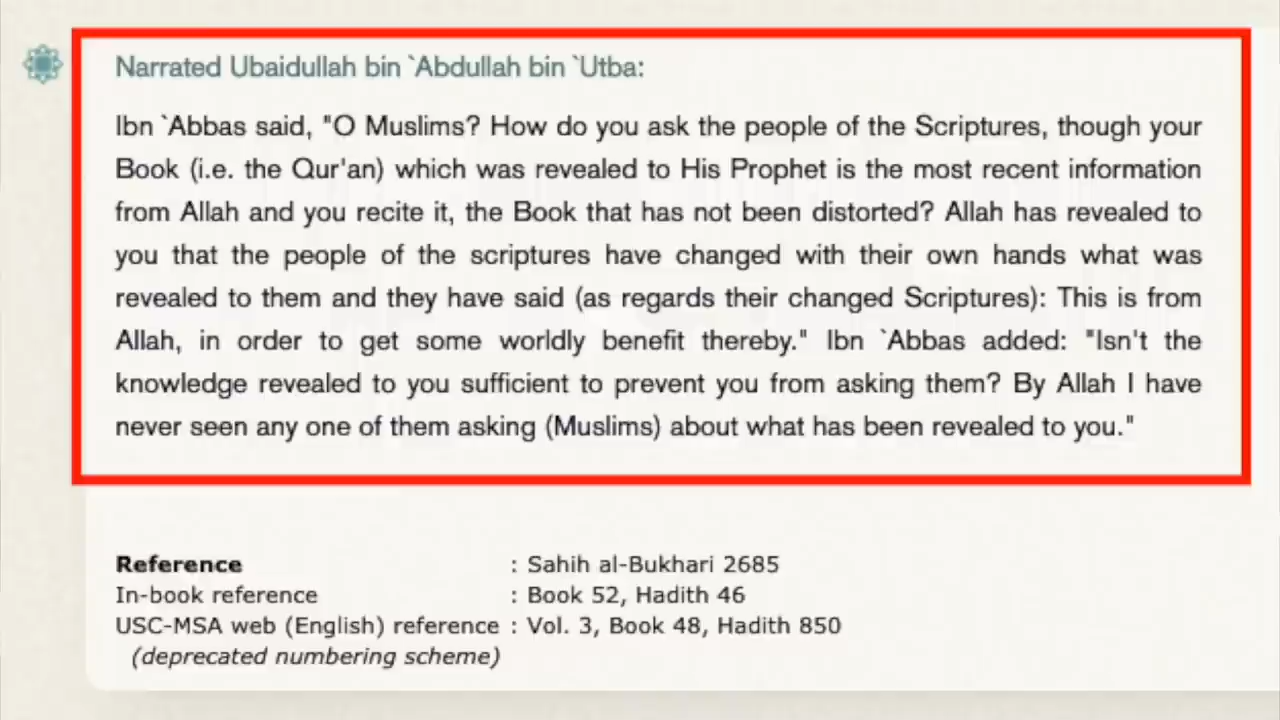 Narrated Ubaidullah bin `Abdullah bin `Utba:
Ibn `Abbas said, "O Muslims? How do you ask the people of the Scriptures, though your
Book (i.e. the Qur'an) which was revealed to His Prophet is the most recent information
from Allah and you recite it, the Book that has not been distorted? Allah has revealed to
you that the people of the scriptures have changed with their own hands what was
revealed to them and they have said (as regards their changed Scriptures): This is from
Allah, in order to get some worldly benefit thereby." Ibn `Abbas added: "Isn't the
knowledge revealed to you sufficient to prevent you from asking them? By Allah I have
never seen any one of them asking (Muslims) about what has been revealed to you."
Reference : Sahih al-Bukhari 2685
In-book reference : Book 52, Hadith 46
USC-MSA web (English) reference : Vol. 3, Book 48, Hadith 850
(deprecated numbering scheme)